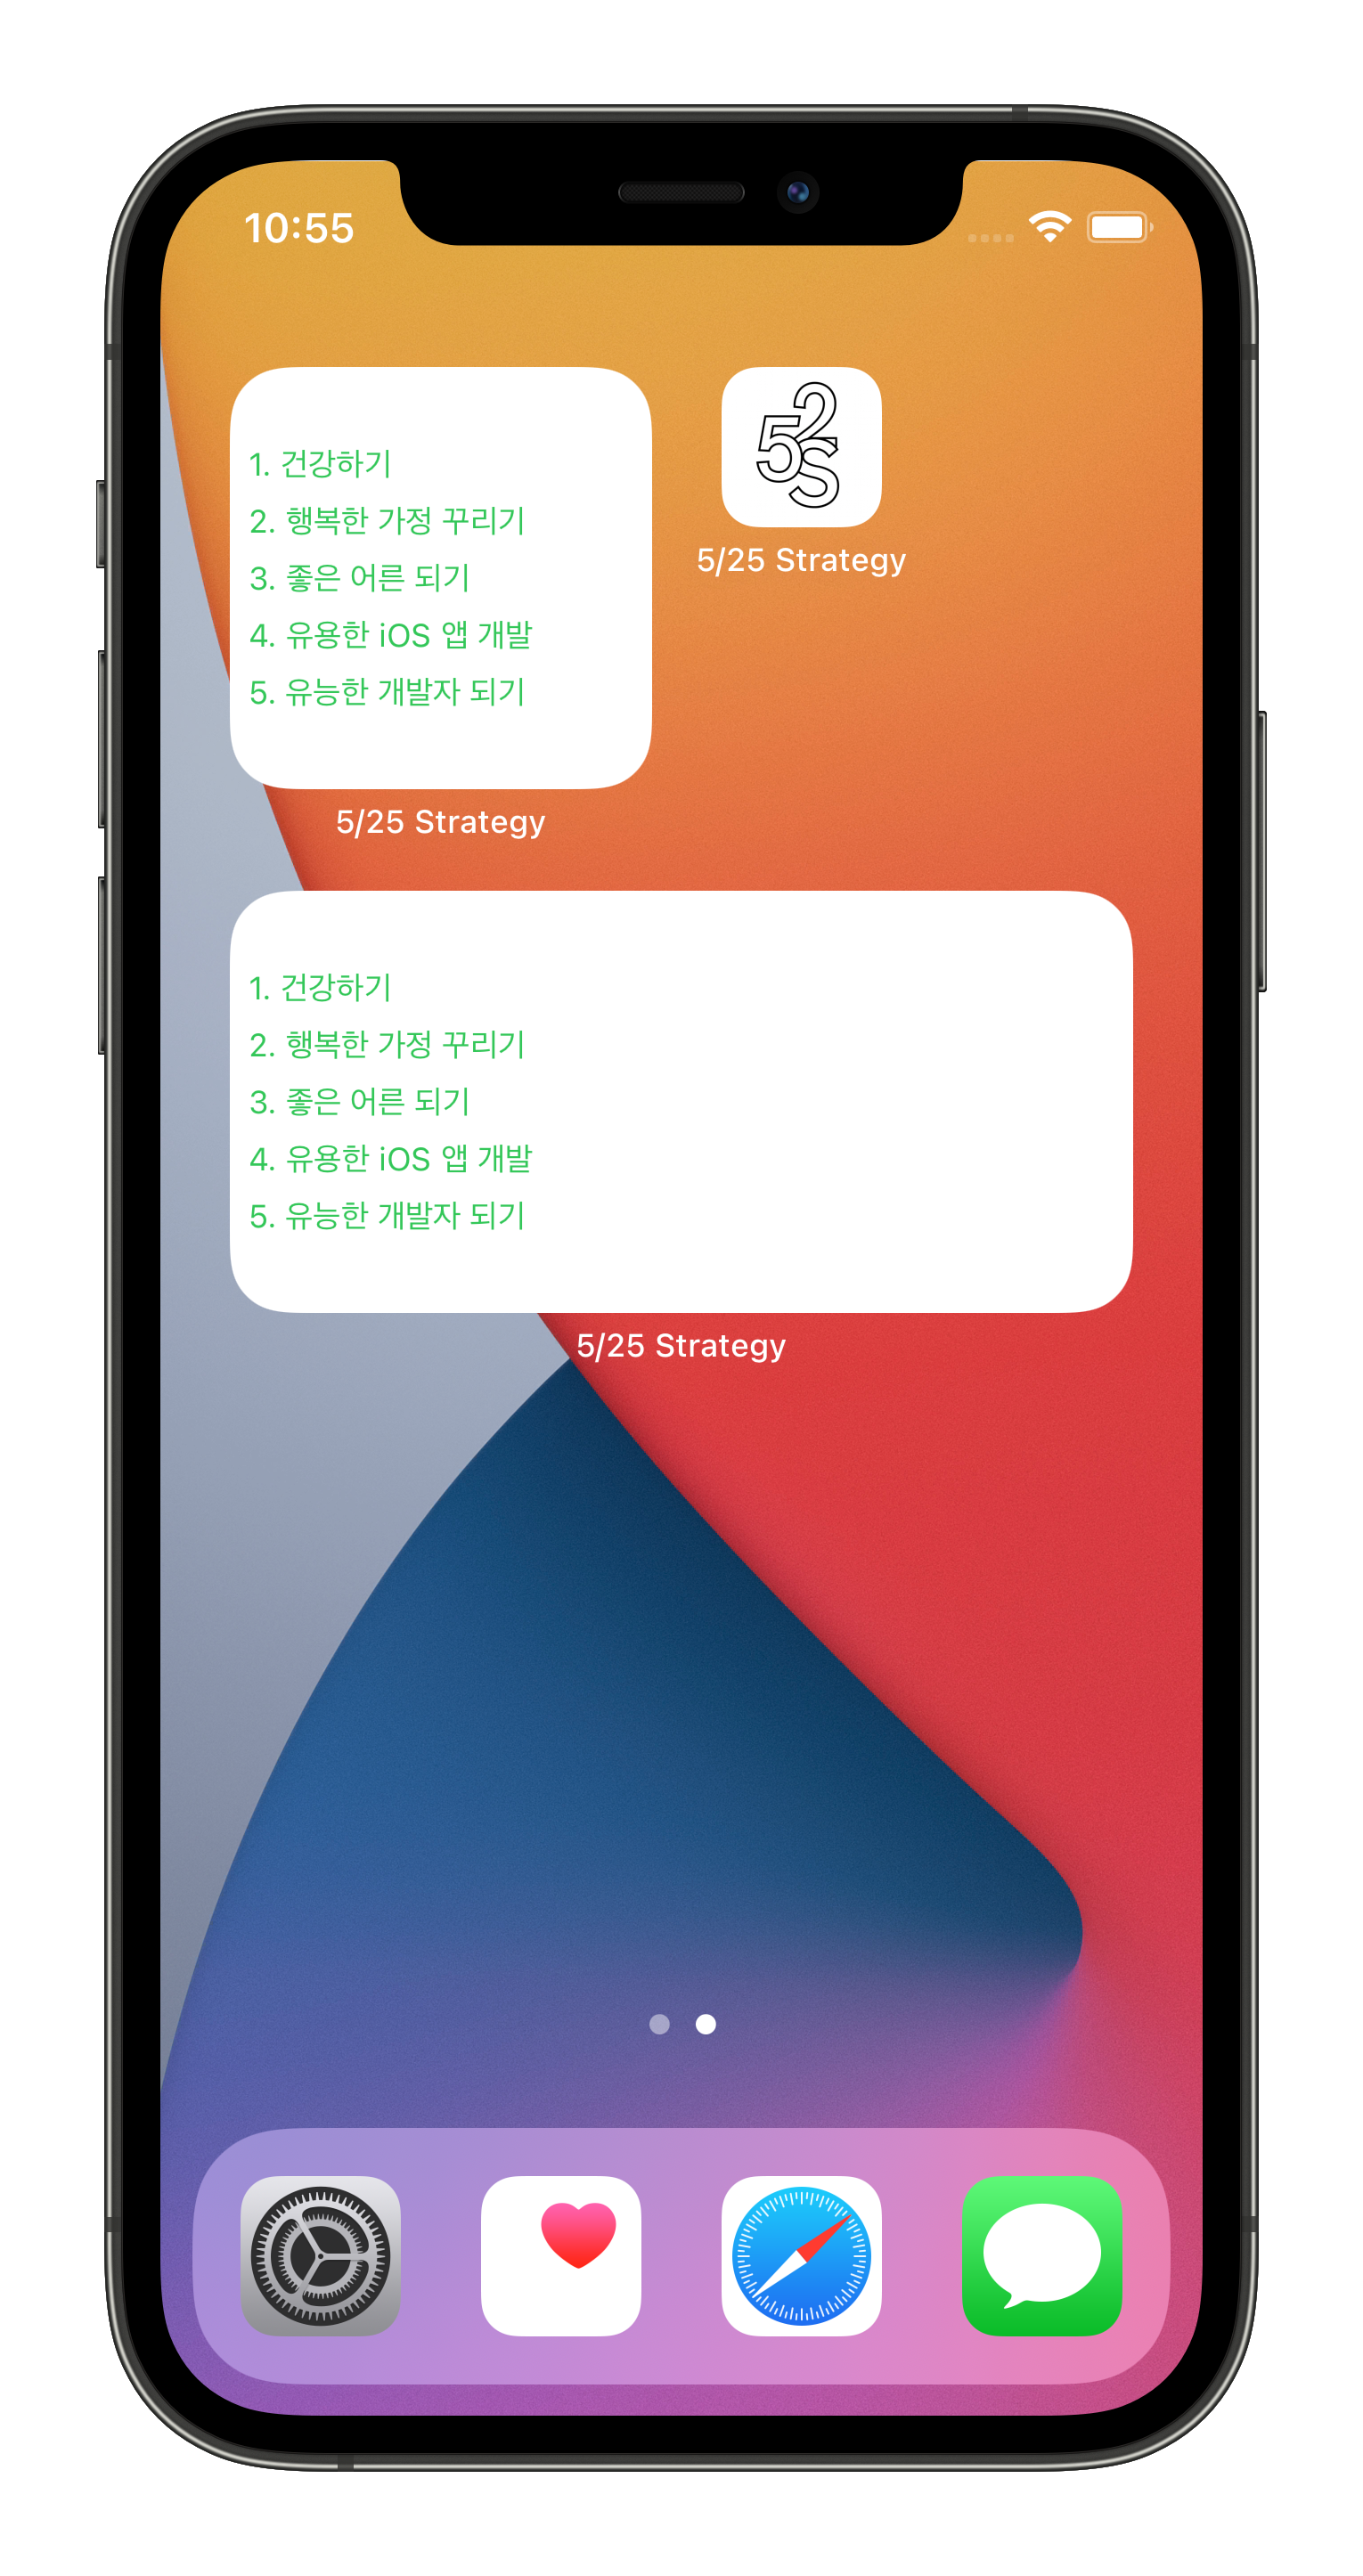 10:55
1. 건강하기
2. 행복한 가정 꾸리기
3. 좋은 어른 되기
4. 유용한 iOS 앱 개발
5. 유능한 개발자 되기
5/25 Strategy
52S
5/25 Strategy
1. 건강하기
2. 행복한 가정 꾸리기
3. 좋은 어른 되기
4. 유용한 iOS 앱 개발
5. 유능한 개발자 되기
5/25 Strategy